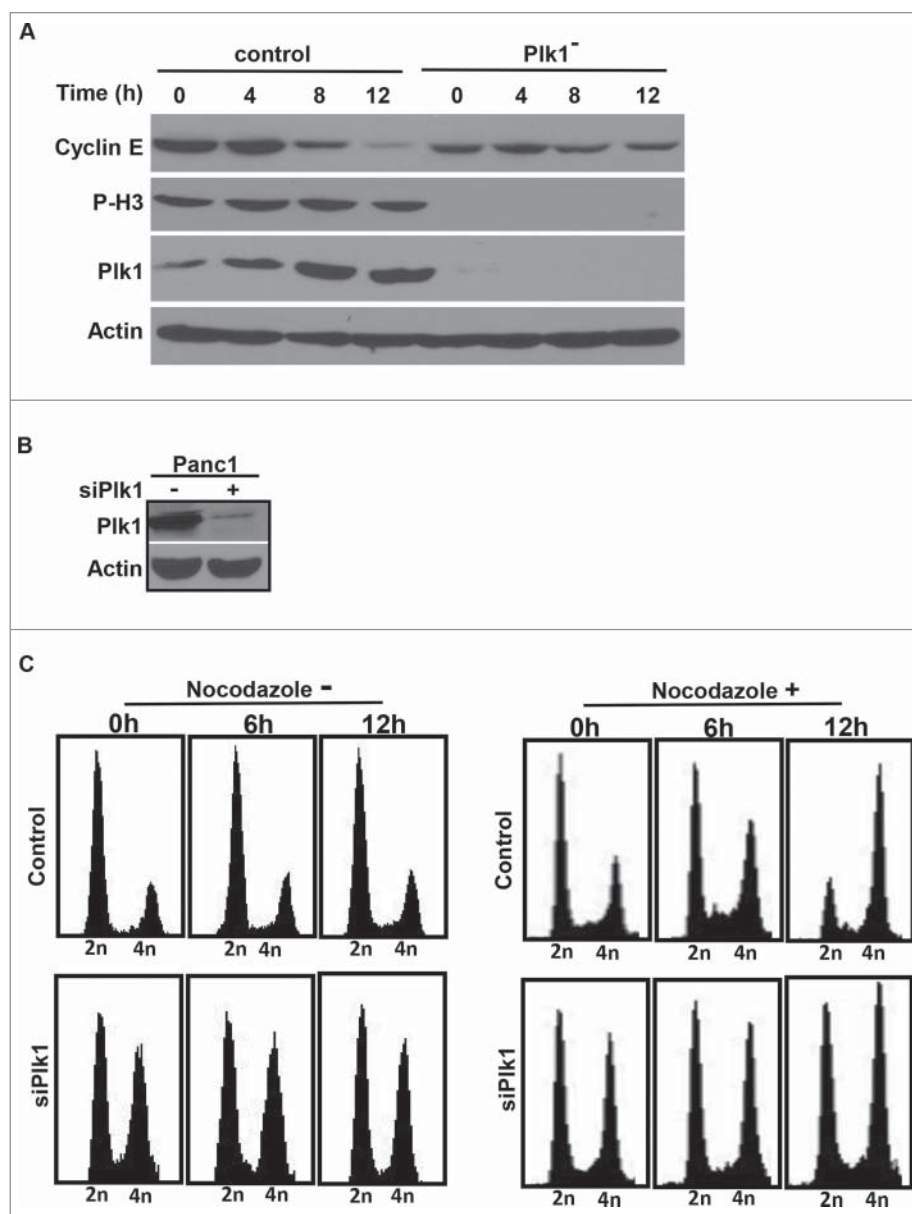 A
control Plk1-
Time (h) 0 4 8 12 0 4 8 12
Cyclin E
P-H3
Plk1
Actin
B
Panc1
siPlk1 - +
Plk1
Actin
C
Nocodazole -
0h 6h 12h
Control
2n 4n 2n 4n 2n 4n
siPlk1
2n 4n 2n 4n 2n 4n
Nocodazole +
0h 6h 12h
Control
2n 4n 2n 4n 2n 4n
siPlk1
2n 4n 2n 4n 2n 4n